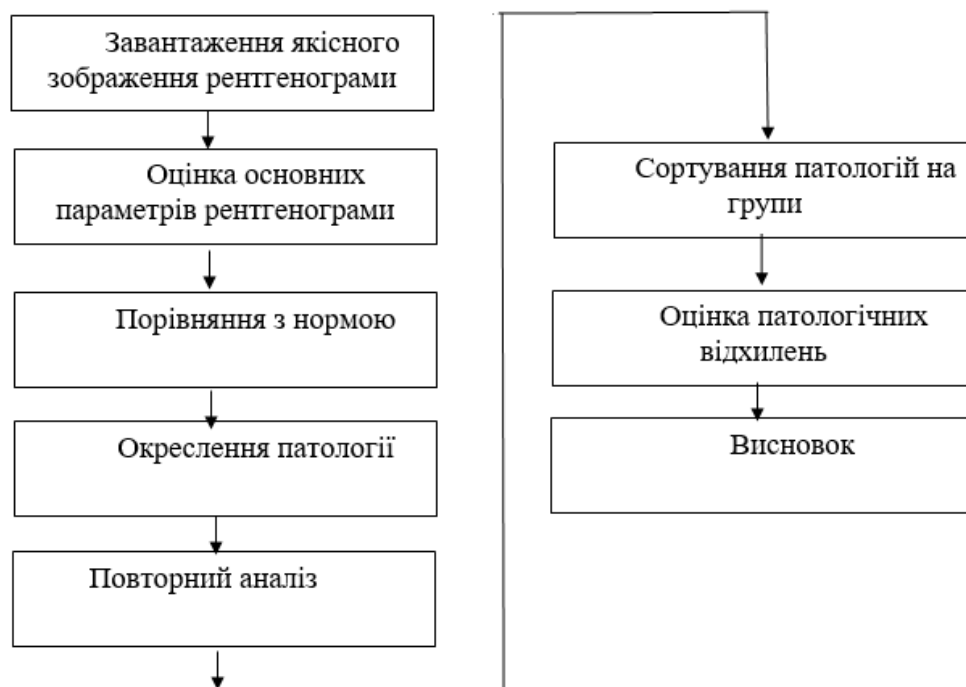 Завантаження якісного
зображення рентгенограми
Оцінка основних
параметрів рентгенограми
Порівняння з нормою
Окреслення патології
Повторний аналіз
Сортування патологій на
групи
Оцінка патологічних
відхилень
Висновок